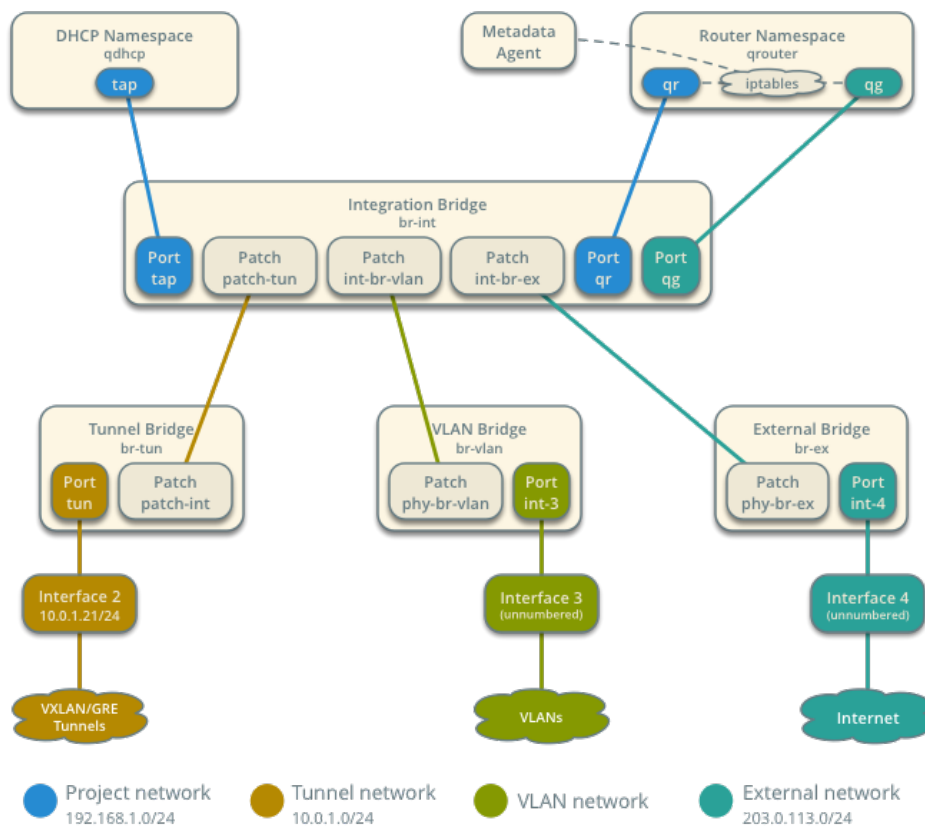 DHCP Namespace
qdhcp
tap
Metadata
Agent
Router Namespace
qrouter
qr
iptables
qg
Integration Bridge
br-int
Port
tap
Patch
patch-tun
Patch
int-br-vlan
Patch
int-br-ex
Port
qr
Port
qg
Tunnel Bridge
br-tun
Port
tun
Patch
patch-int
VLAN Bridge
br-vlan
Patch
phy-br-vlan
Port
int-3
External Bridge
br-ex
Patch
phy-br-ex
Port
int-4
Interface 2
10.0.1.21/24
Interface 3
(unnumbered)
Interface 4
(unnumbered)
VXLAN/GRE
Tunnels
VLANs
Internet
Project network
192.168.1.0/24
Tunnel network
10.0.1.0/24
VLAN network
External network
203.0.113.0/24